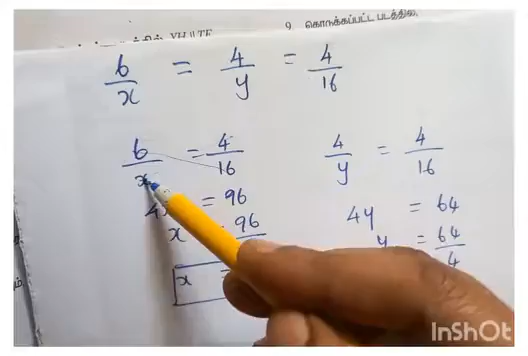 9. கொடுக்கப்பட்ட படத்தில்,
6/x = 4/y = 4/16
6/x = 4/16
4/y = 4/16
= 96
4y = 64
x 96
y = 64/4
x =
InShOt